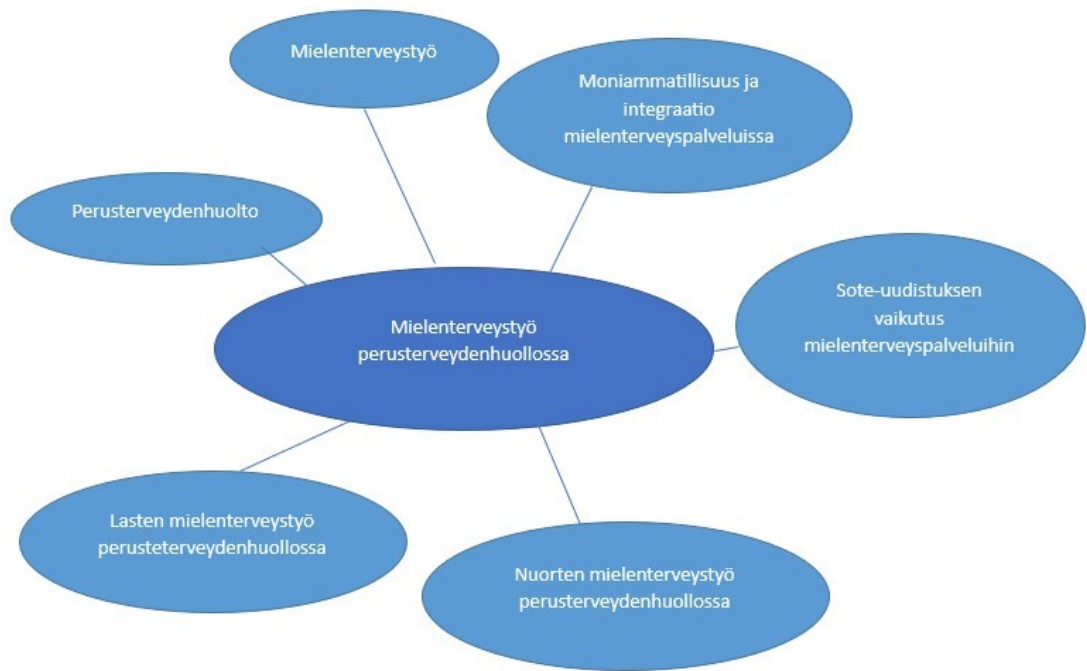 Mielenterveystyö
Moniammatillisuus ja
integraatio
mielenterveyspalveluissa
Perusterveydenhuolto
Sote-uudistuksen
vaikutus
mielenterveyspalveluihin
Mielenterveystyö
perusterveydenhuollossa
Lasten mielenterveystyö
perusteterveydenhuollossa
Nuorten mielenterveystyö
perusterveydenhuollossa